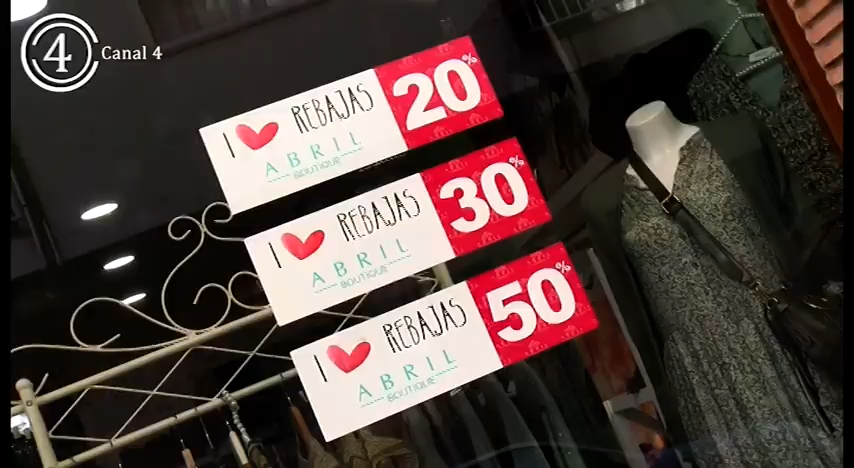 4 Canal 4
I ❤ REBAJAS 20%
ABRIL
BOUTIQUE
I ❤ REBAJAS 30%
ABRIL
BOUTIQUE
I ❤ REBAJAS 50%
ABRIL
BOUTIQUE